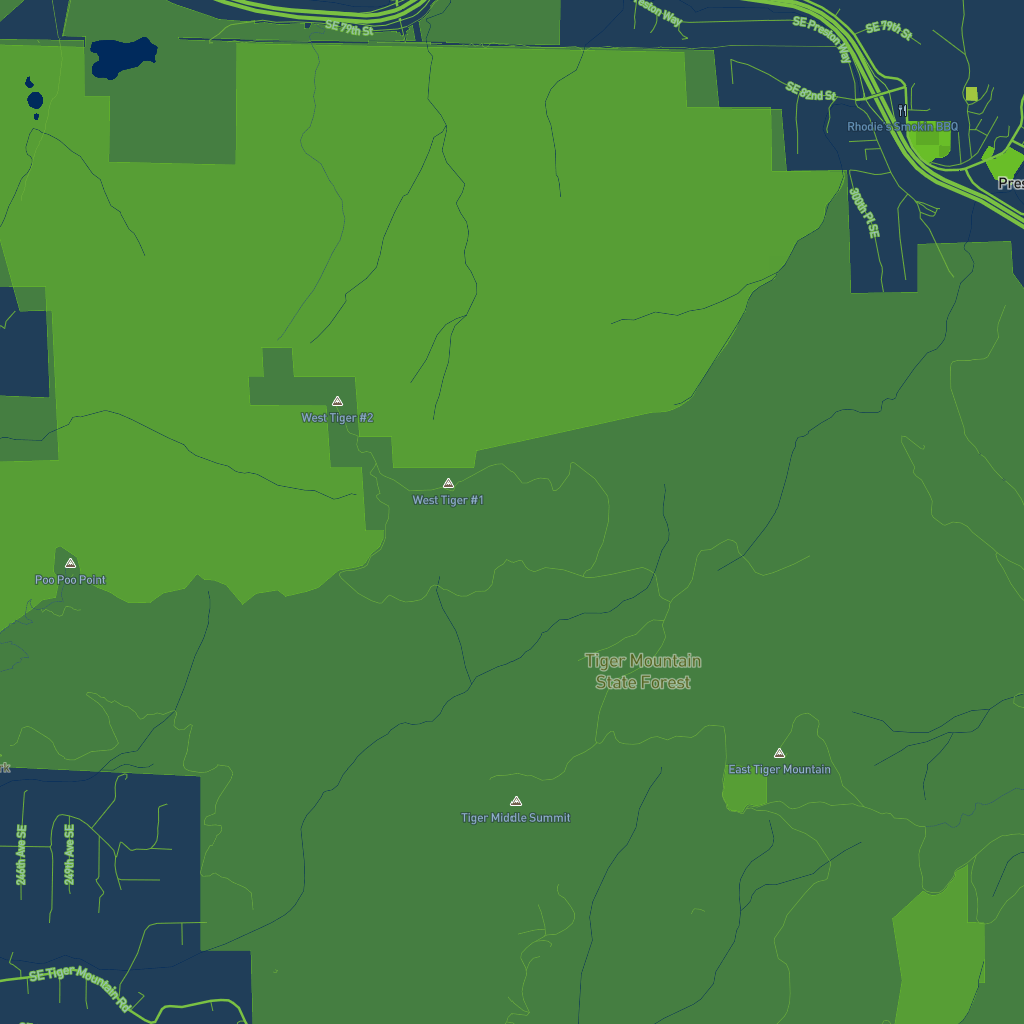 SE 79th St
SE Preston Way
SE 79th St
SE 82nd St
Rhodie's Smokin BBQ
300th Pl SE
West Tiger #2
West Tiger #1
Poo Poo Point
Tiger Mountain
State Forest
East Tiger Mountain
Tiger Middle Summit
246th Ave SE
249th Ave SE
SE Tiger Mountain Rd